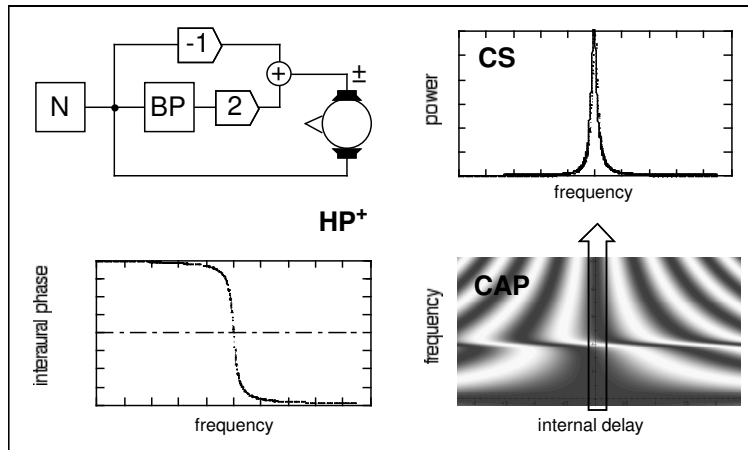 -1
+
±
N
BP
2
HP+
interaural phase
frequency
CS
power
frequency
CAP
frequency
internal delay